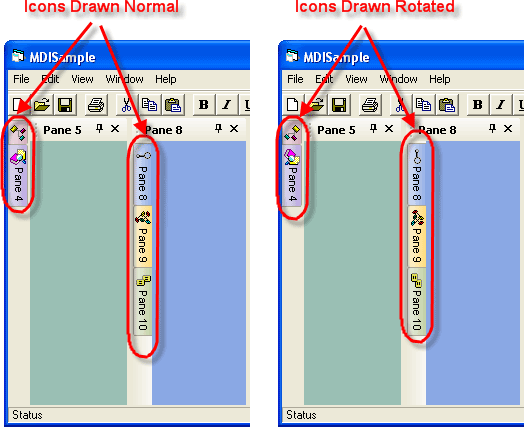 Icons Drawn Normal
MDISample
File Edit View Window Help
B I
Pane 5 Pane 8
Pane 4
Pane 8
Pane 9
Pane 10
Status
Icons Drawn Rotated
MDISample
File Edit View Window Help
B I U
Pane 5 Pane 8
Pane 4
Pane 8
Pane 9
Pane 10
Status